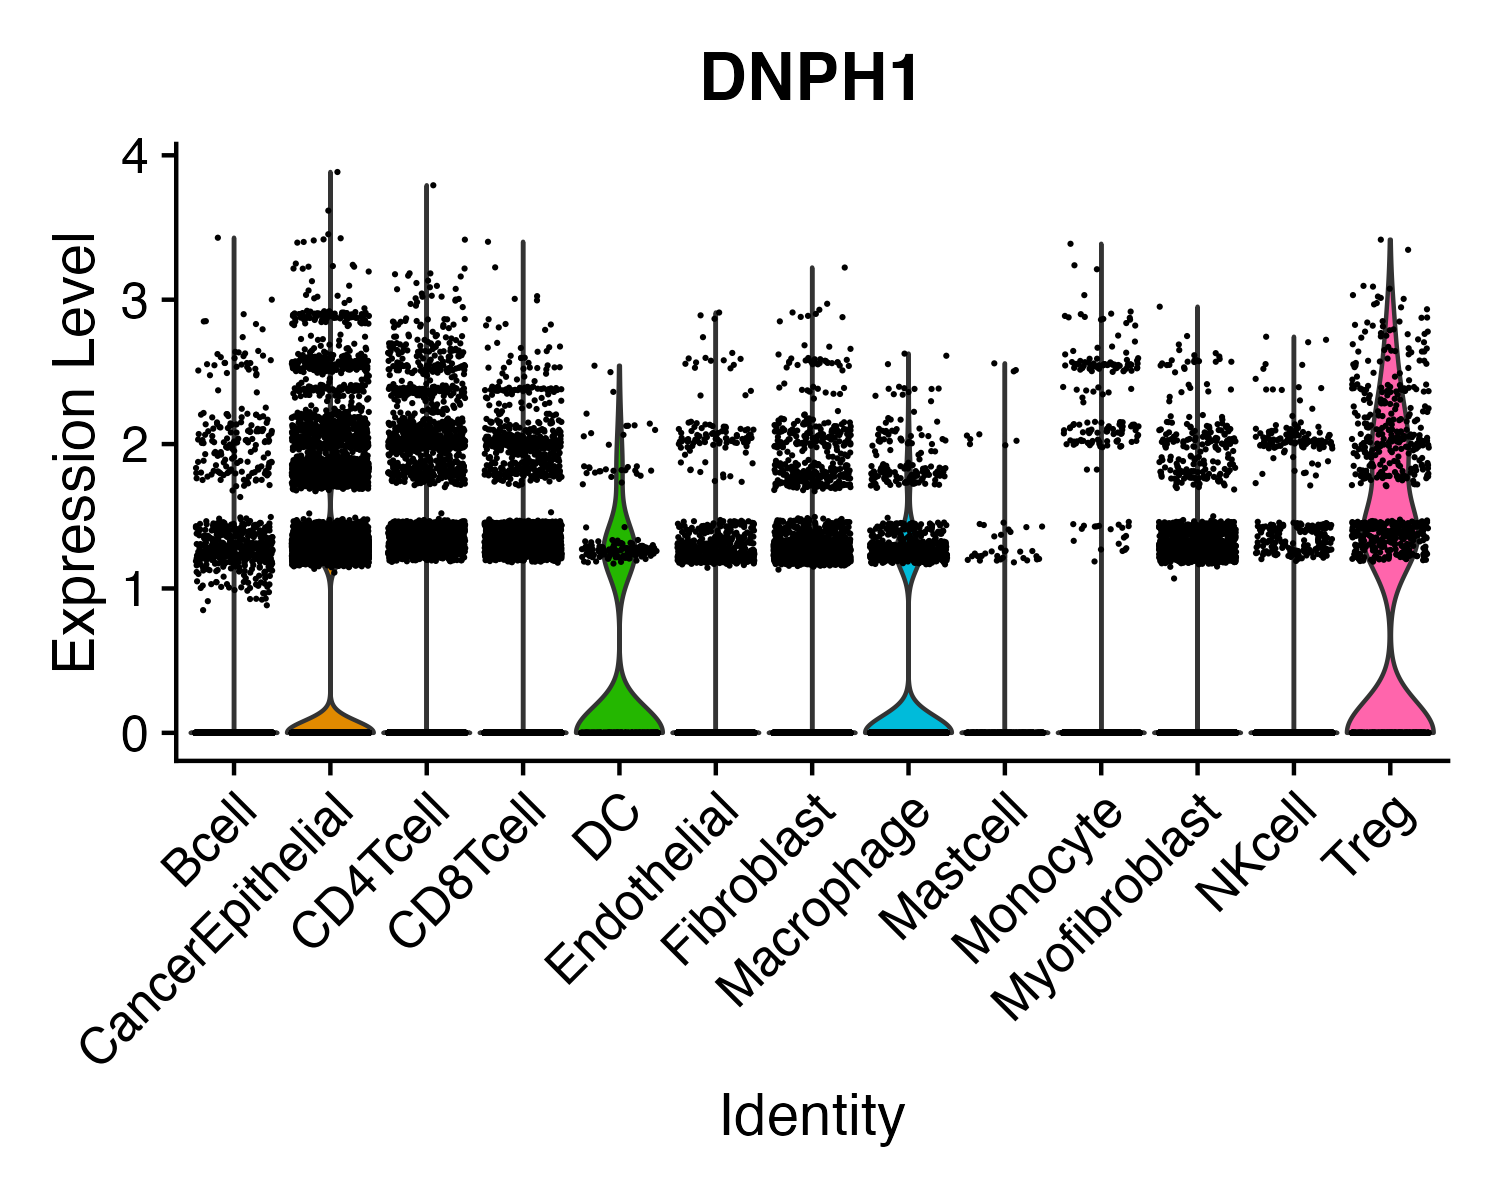 DNPH1
Expression Level
4
3
2
1
0
Bcell
CancerEpithelial
CD4Tcell
CD8Tcell
DC
Endothelial
Fibroblast
Macrophage
Mastcell
Monocyte
Myofibroblast
NKcell
Treg
Identity